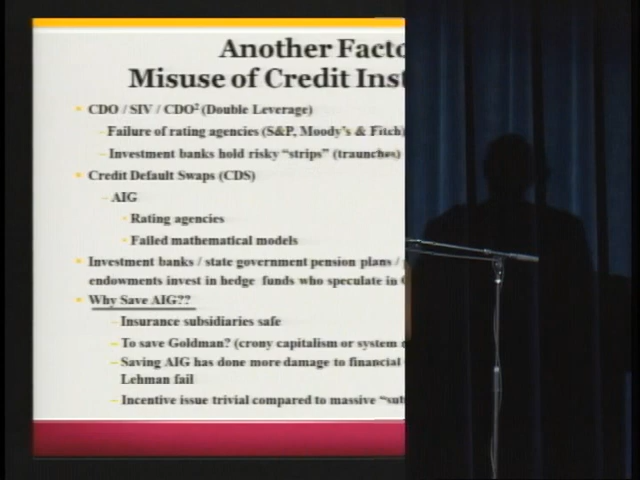 Another Facto
Misuse of Credit Inst
CDO / SIV / CDO² (Double Leverage)
– Failure of rating agencies (S&P, Moody's & Fitch)
– Investment banks hold risky "strips" (traunches)
Credit Default Swaps (CDS)
– AIG
Rating agencies
Failed mathematical models
Investment banks / state government pension plans /
endowments invest in hedge funds who speculate in
Why Save AIG??
– Insurance subsidiaries safe
– To save Goldman? (crony capitalism or system
– Saving AIG has done more damage to financial
Lehman fail
– Incentive issue trivial compared to massive "sub